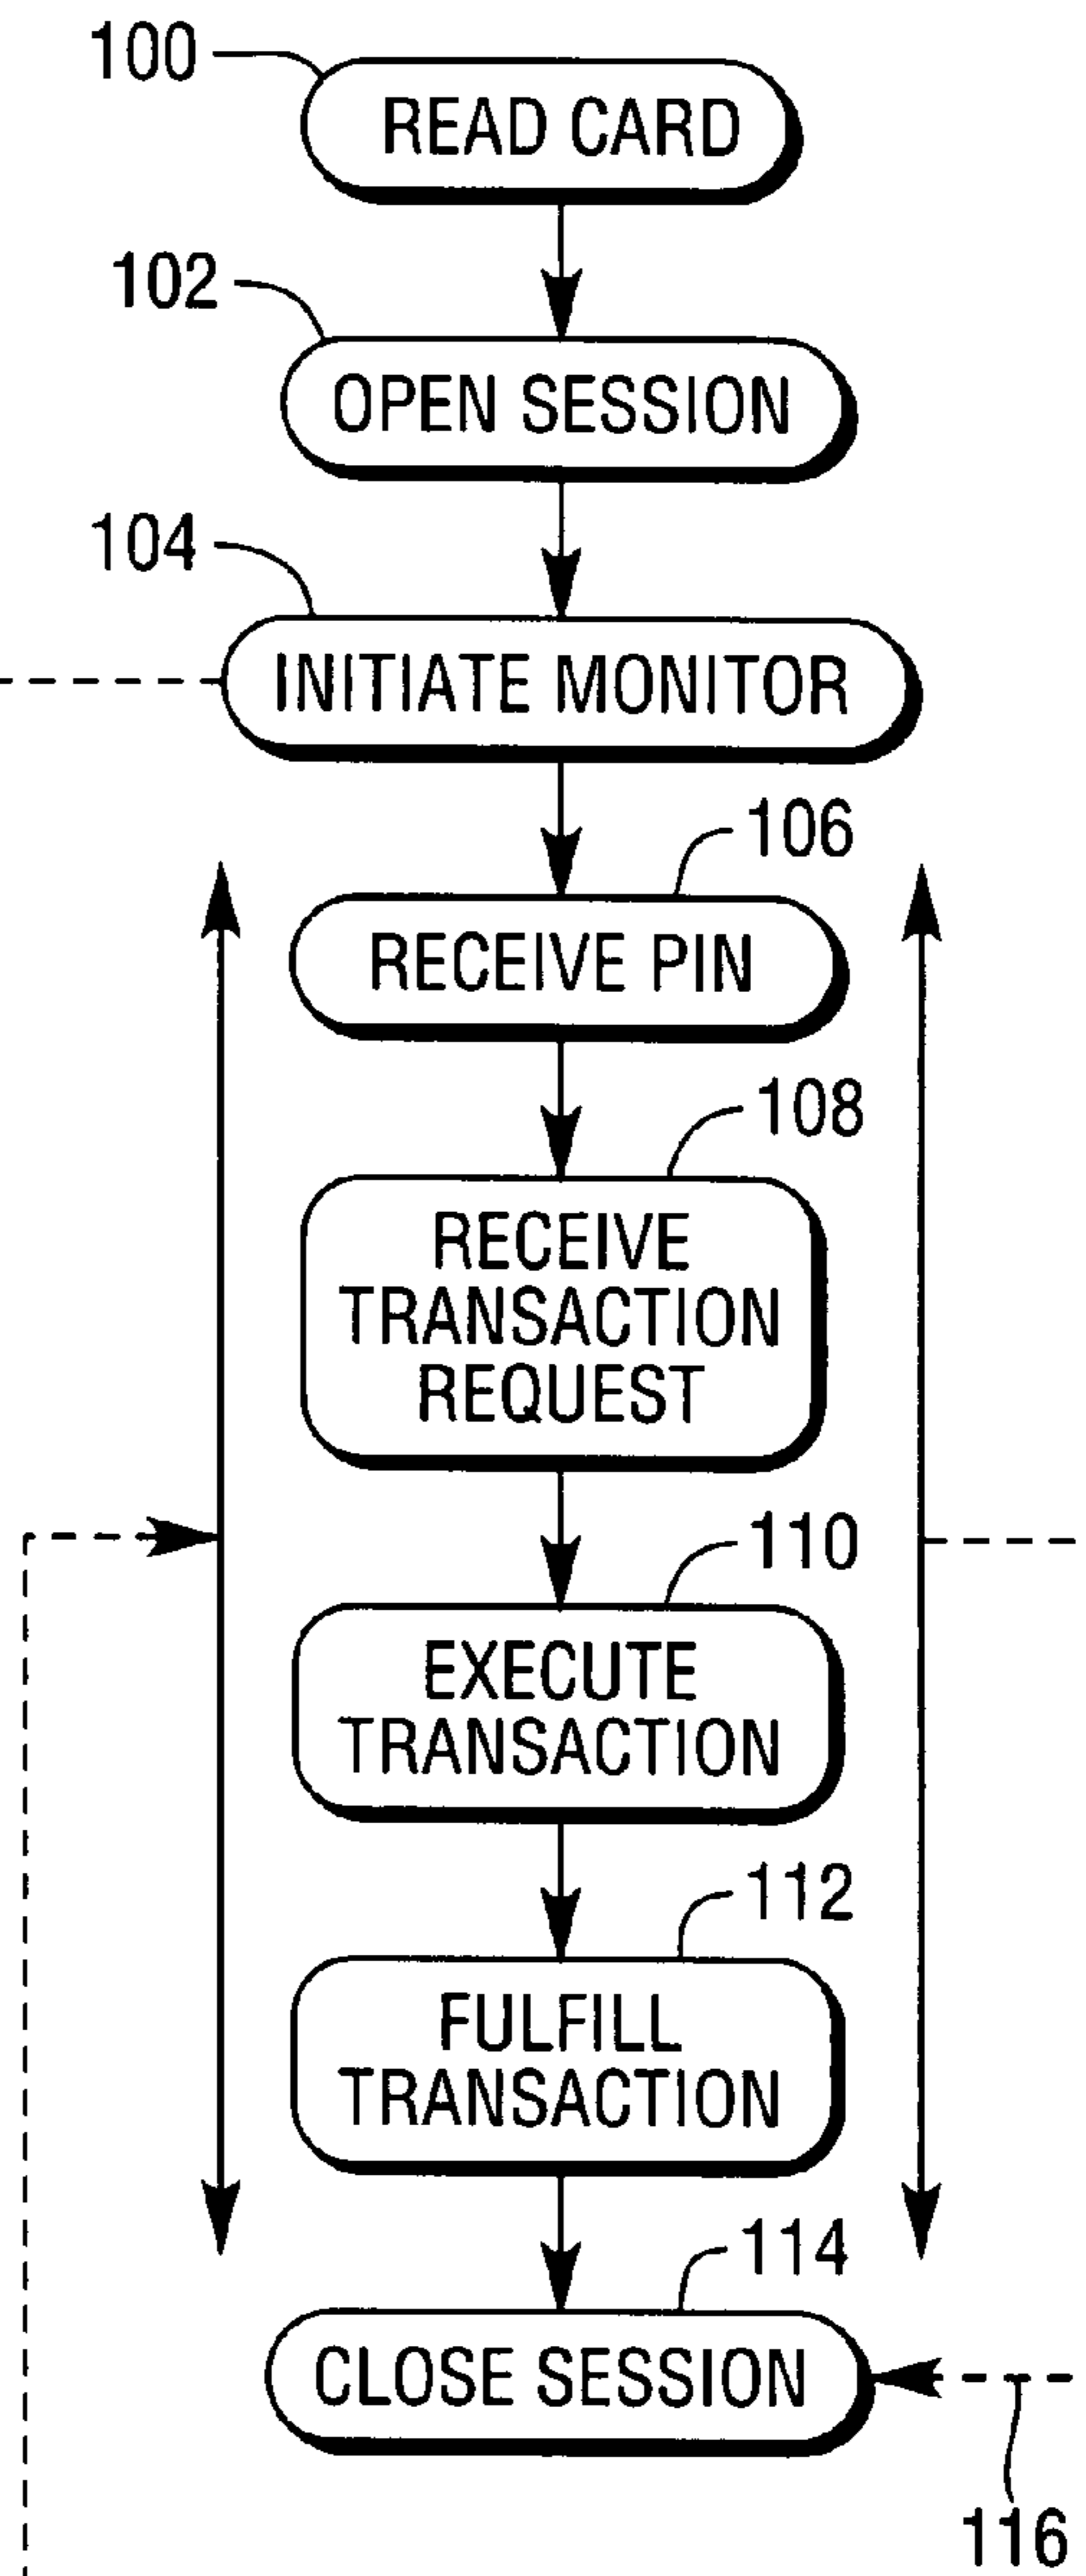 100
READ CARD
102
OPEN SESSION
104
INITIATE MONITOR
106
RECEIVE PIN
108
RECEIVE
TRANSACTION
REQUEST
110
EXECUTE
TRANSACTION
112
FULFILL
TRANSACTION
114
CLOSE SESSION
116